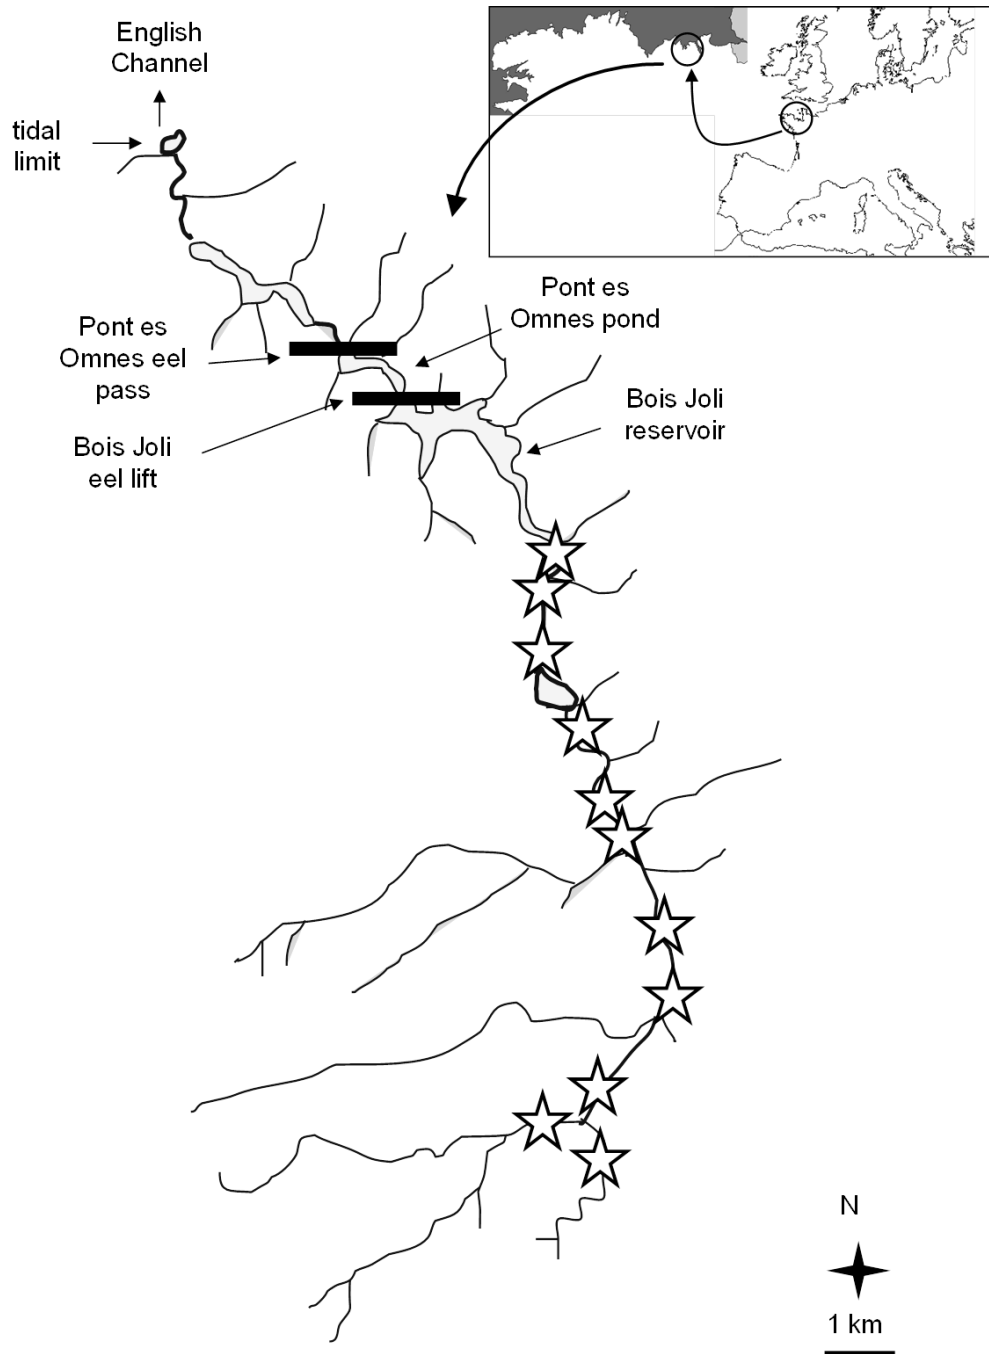 English
Channel
tidal
limit
Pont es
Omnes pond
Pont es
Omnes eel
pass
Bois Joli
reservoir
Bois Joli
eel lift
N
1 km